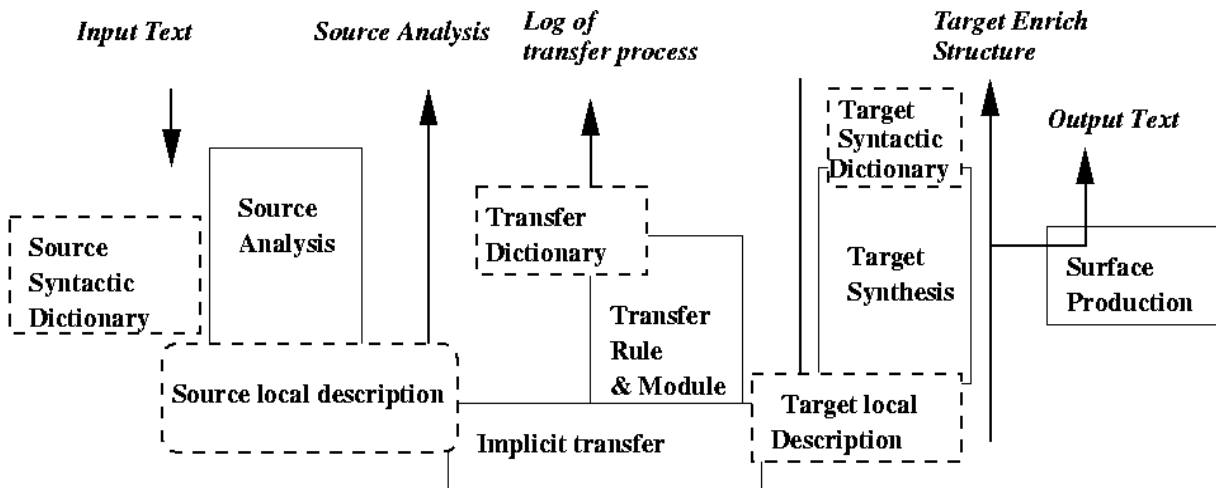 Input Text
Source Analysis
Log of
transfer process
Target Enrich
Structure
Output Text
Source
Syntactic
Dictionary
Source
Analysis
Transfer
Dictionary
Target
Syntactic
Dictionary
Target
Synthesis
Surface
Production
Transfer
Rule
& Module
Source local description
Implicit transfer
Target local
Description